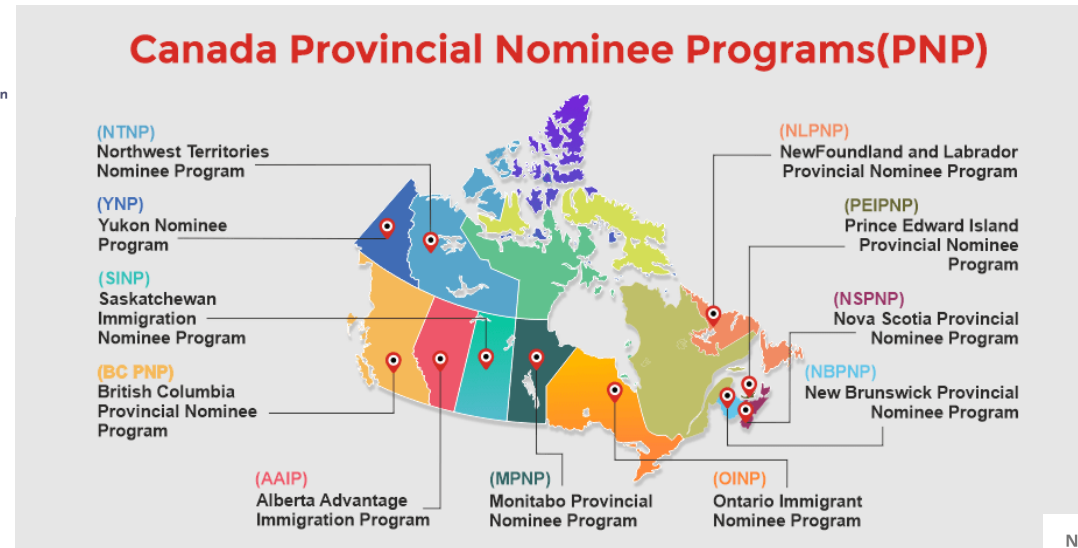 Canada Provincial Nominee Programs(PNP)
n
(NTNP)
Northwest Territories
Nominee Program
(YNP)
Yukon Nominee
Program
(SINP)
Saskatchewan
Immigration
Nominee Program
(BC PNP)
British Columbia
Provincial Nominee
Program
(AAIP)
Alberta Advantage
Immigration Program
(MPNP)
Monitabo Provincial
Nominee Program
(OINP)
Ontario Immigrant
Nominee Program
(NLPNP)
NewFoundland and Labrador
Provincial Nominee Program
(PEIPNP)
Prince Edward Island
Provincial Nominee
Program
(NSPNP)
Nova Scotia Provincial
Nominee Program
(NBPNP)
New Brunswick Provincial
Nominee Program
N